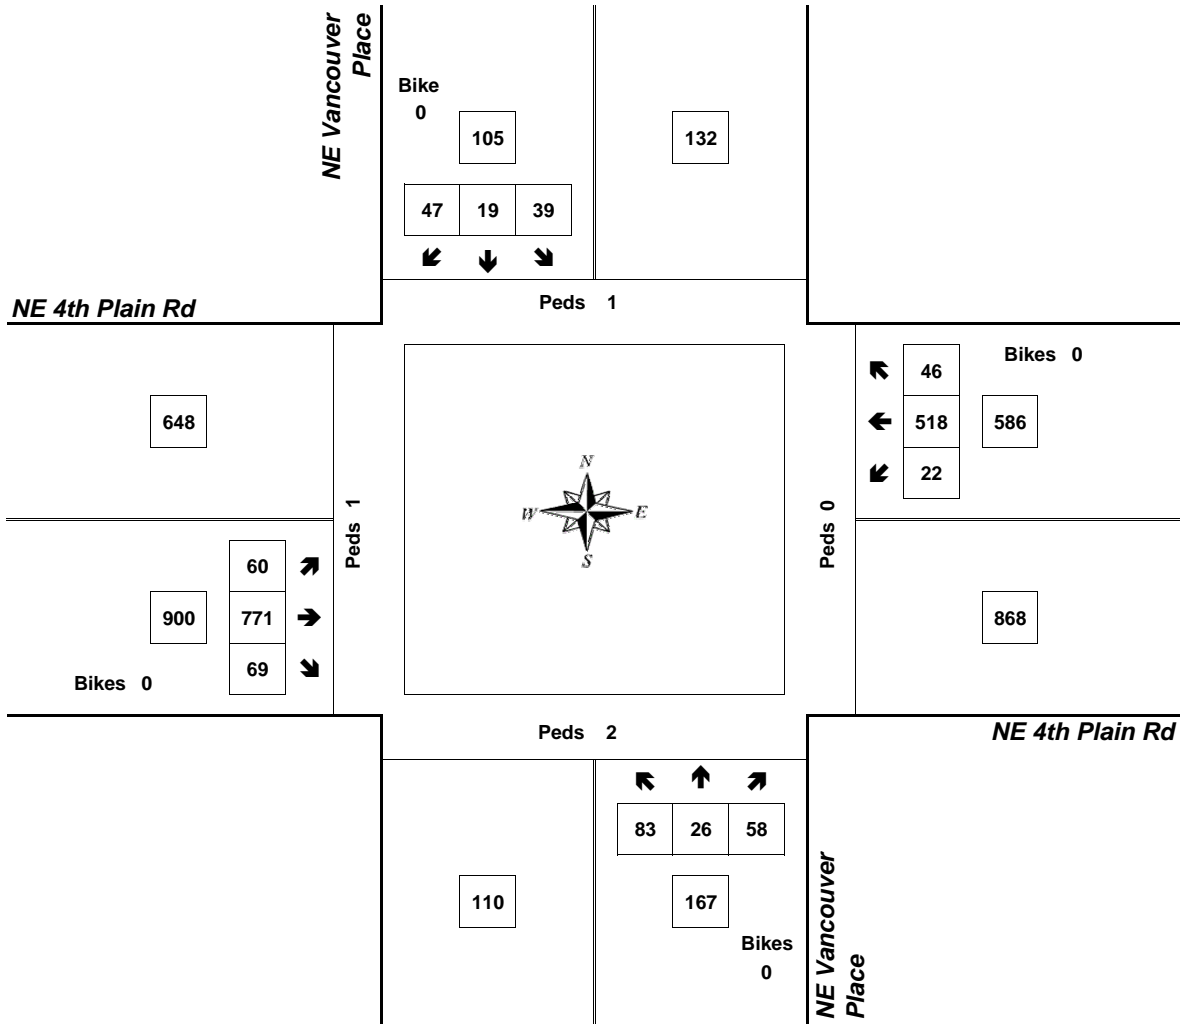 NE Vancouver
Place
Bike
0
105
132
47 19 39
NE 4th Plain Rd
Peds 1
46
Bikes 0
648
518
586
22
N
W E
S
Peds 1
Peds 0
60
900
771
868
69
Bikes 0
Peds 2
NE 4th Plain Rd
83 26 58
110
167
Bikes
0
NE Vancouver
Place